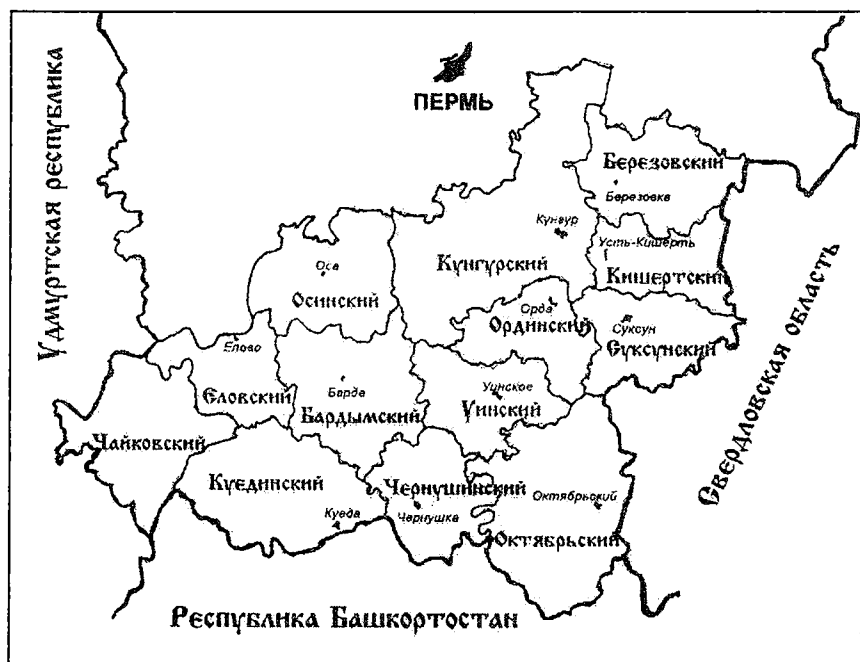 Удмуртская республика
ПЕРМЬ
Березовский
Березовка
Кунгур
Усть-Кишерть
Кунгурский
Кишертский
Оса
Осинский
Орда
Ординский
Суксун
Суксунский
Елово
Еловский
Барда
Бардымский
Уинское
Уинский
Чайковский
Куединский
Куеда
Чернушинский
Чернушка
Октябрьский
Октябрьский
Свердловская область
Республика Башкортостан